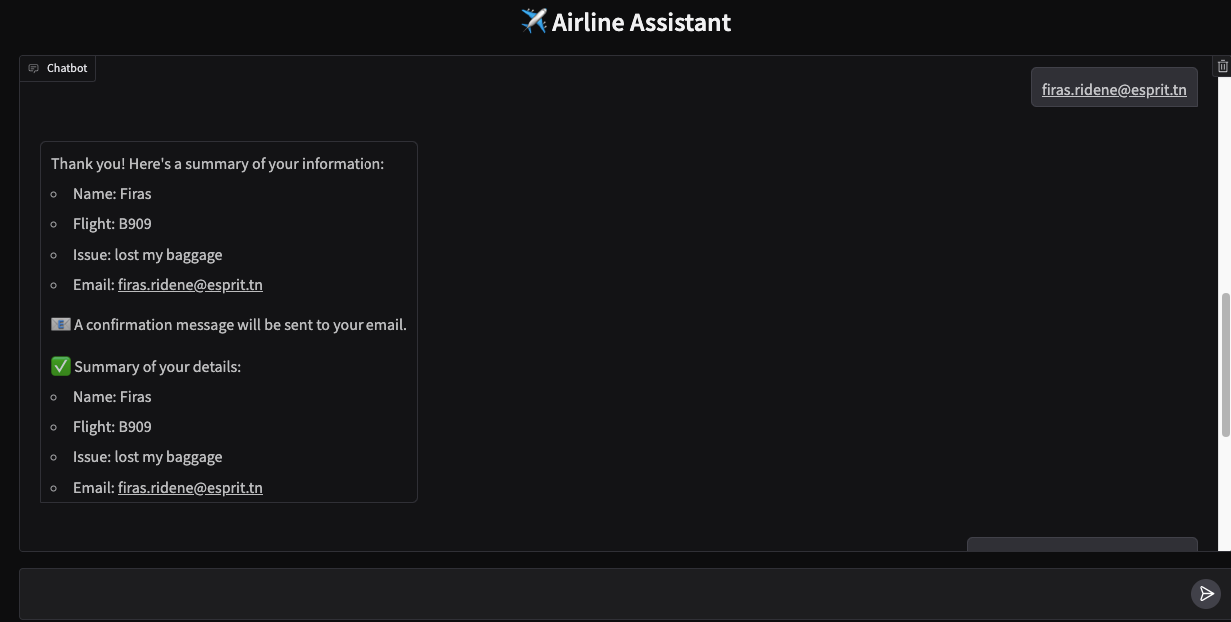 ✈️ Airline Assistant
Chatbot
firas.ridene@esprit.tn
Thank you! Here's a summary of your information:
Name: Firas
Flight: B909
Issue: lost my baggage
Email: firas.ridene@esprit.tn
📧 A confirmation message will be sent to your email.
✅ Summary of your details:
Name: Firas
Flight: B909
Issue: lost my baggage
Email: firas.ridene@esprit.tn